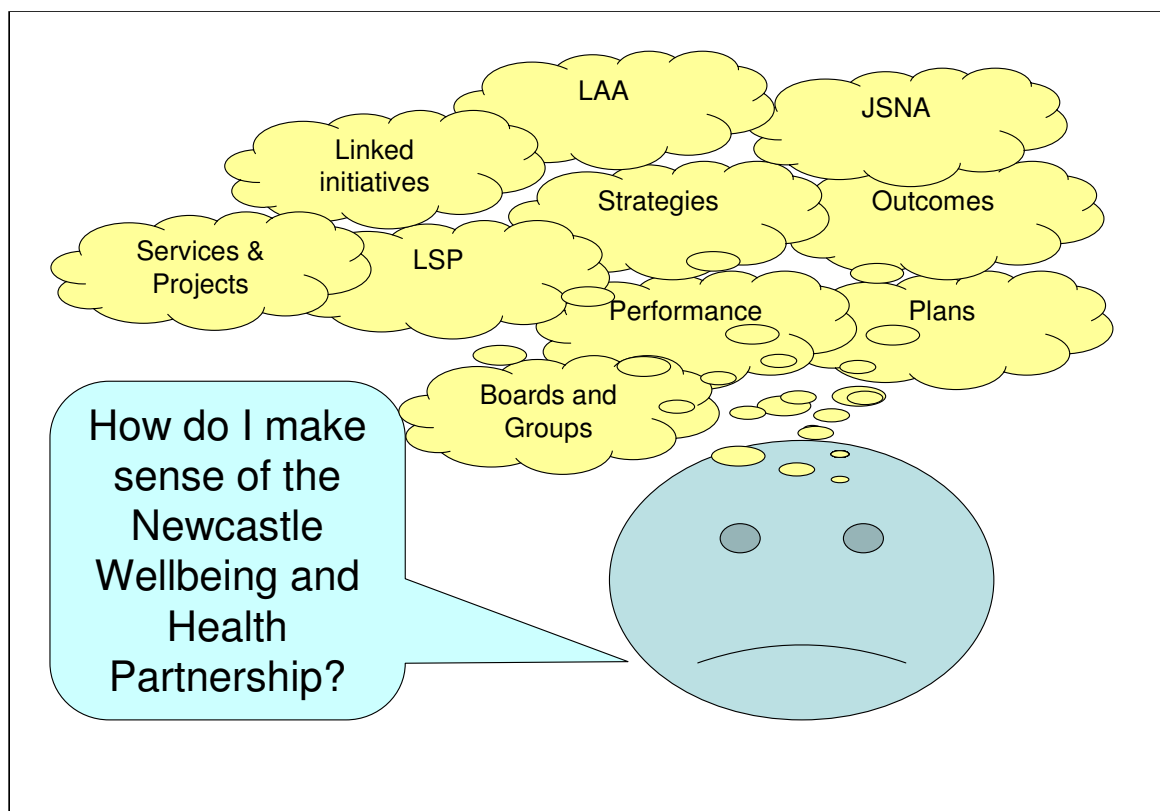 LAA
JSNA
Linked
initiatives
Strategies
Outcomes
Services &
Projects
LSP
Performance
Plans
Boards and
Groups
How do I make
sense of the
Newcastle
Wellbeing and
Health
Partnership?